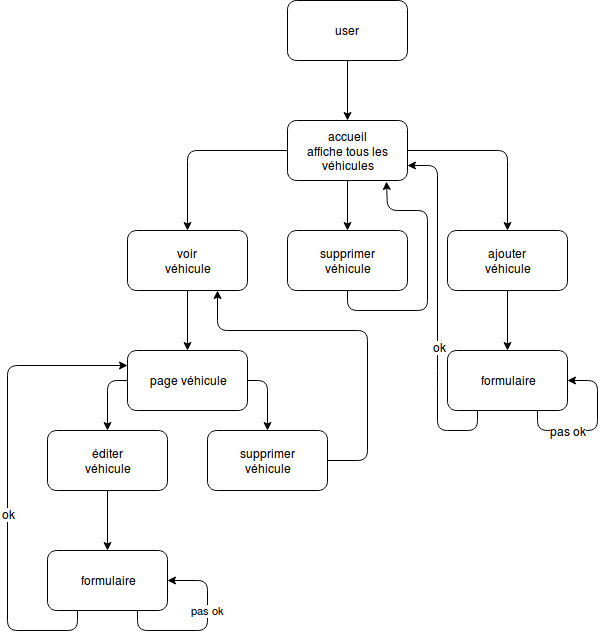 user
accueil
affiche tous les
véhicules
voir
véhicule
supprimer
véhicule
ajouter
véhicule
ok
page véhicule
formulaire
pas ok
éditer
véhicule
supprimer
véhicule
ok
formulaire
pas ok